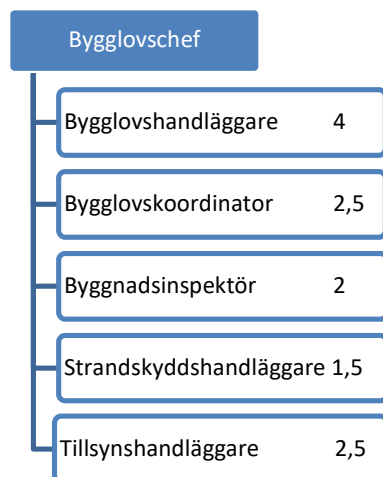 Bygglovschef
Bygglovshandläggare 4
Bygglovskoordinator 2,5
Byggnadsinspektör 2
Strandskyddshandläggare 1,5
Tillsynshandläggare 2,5